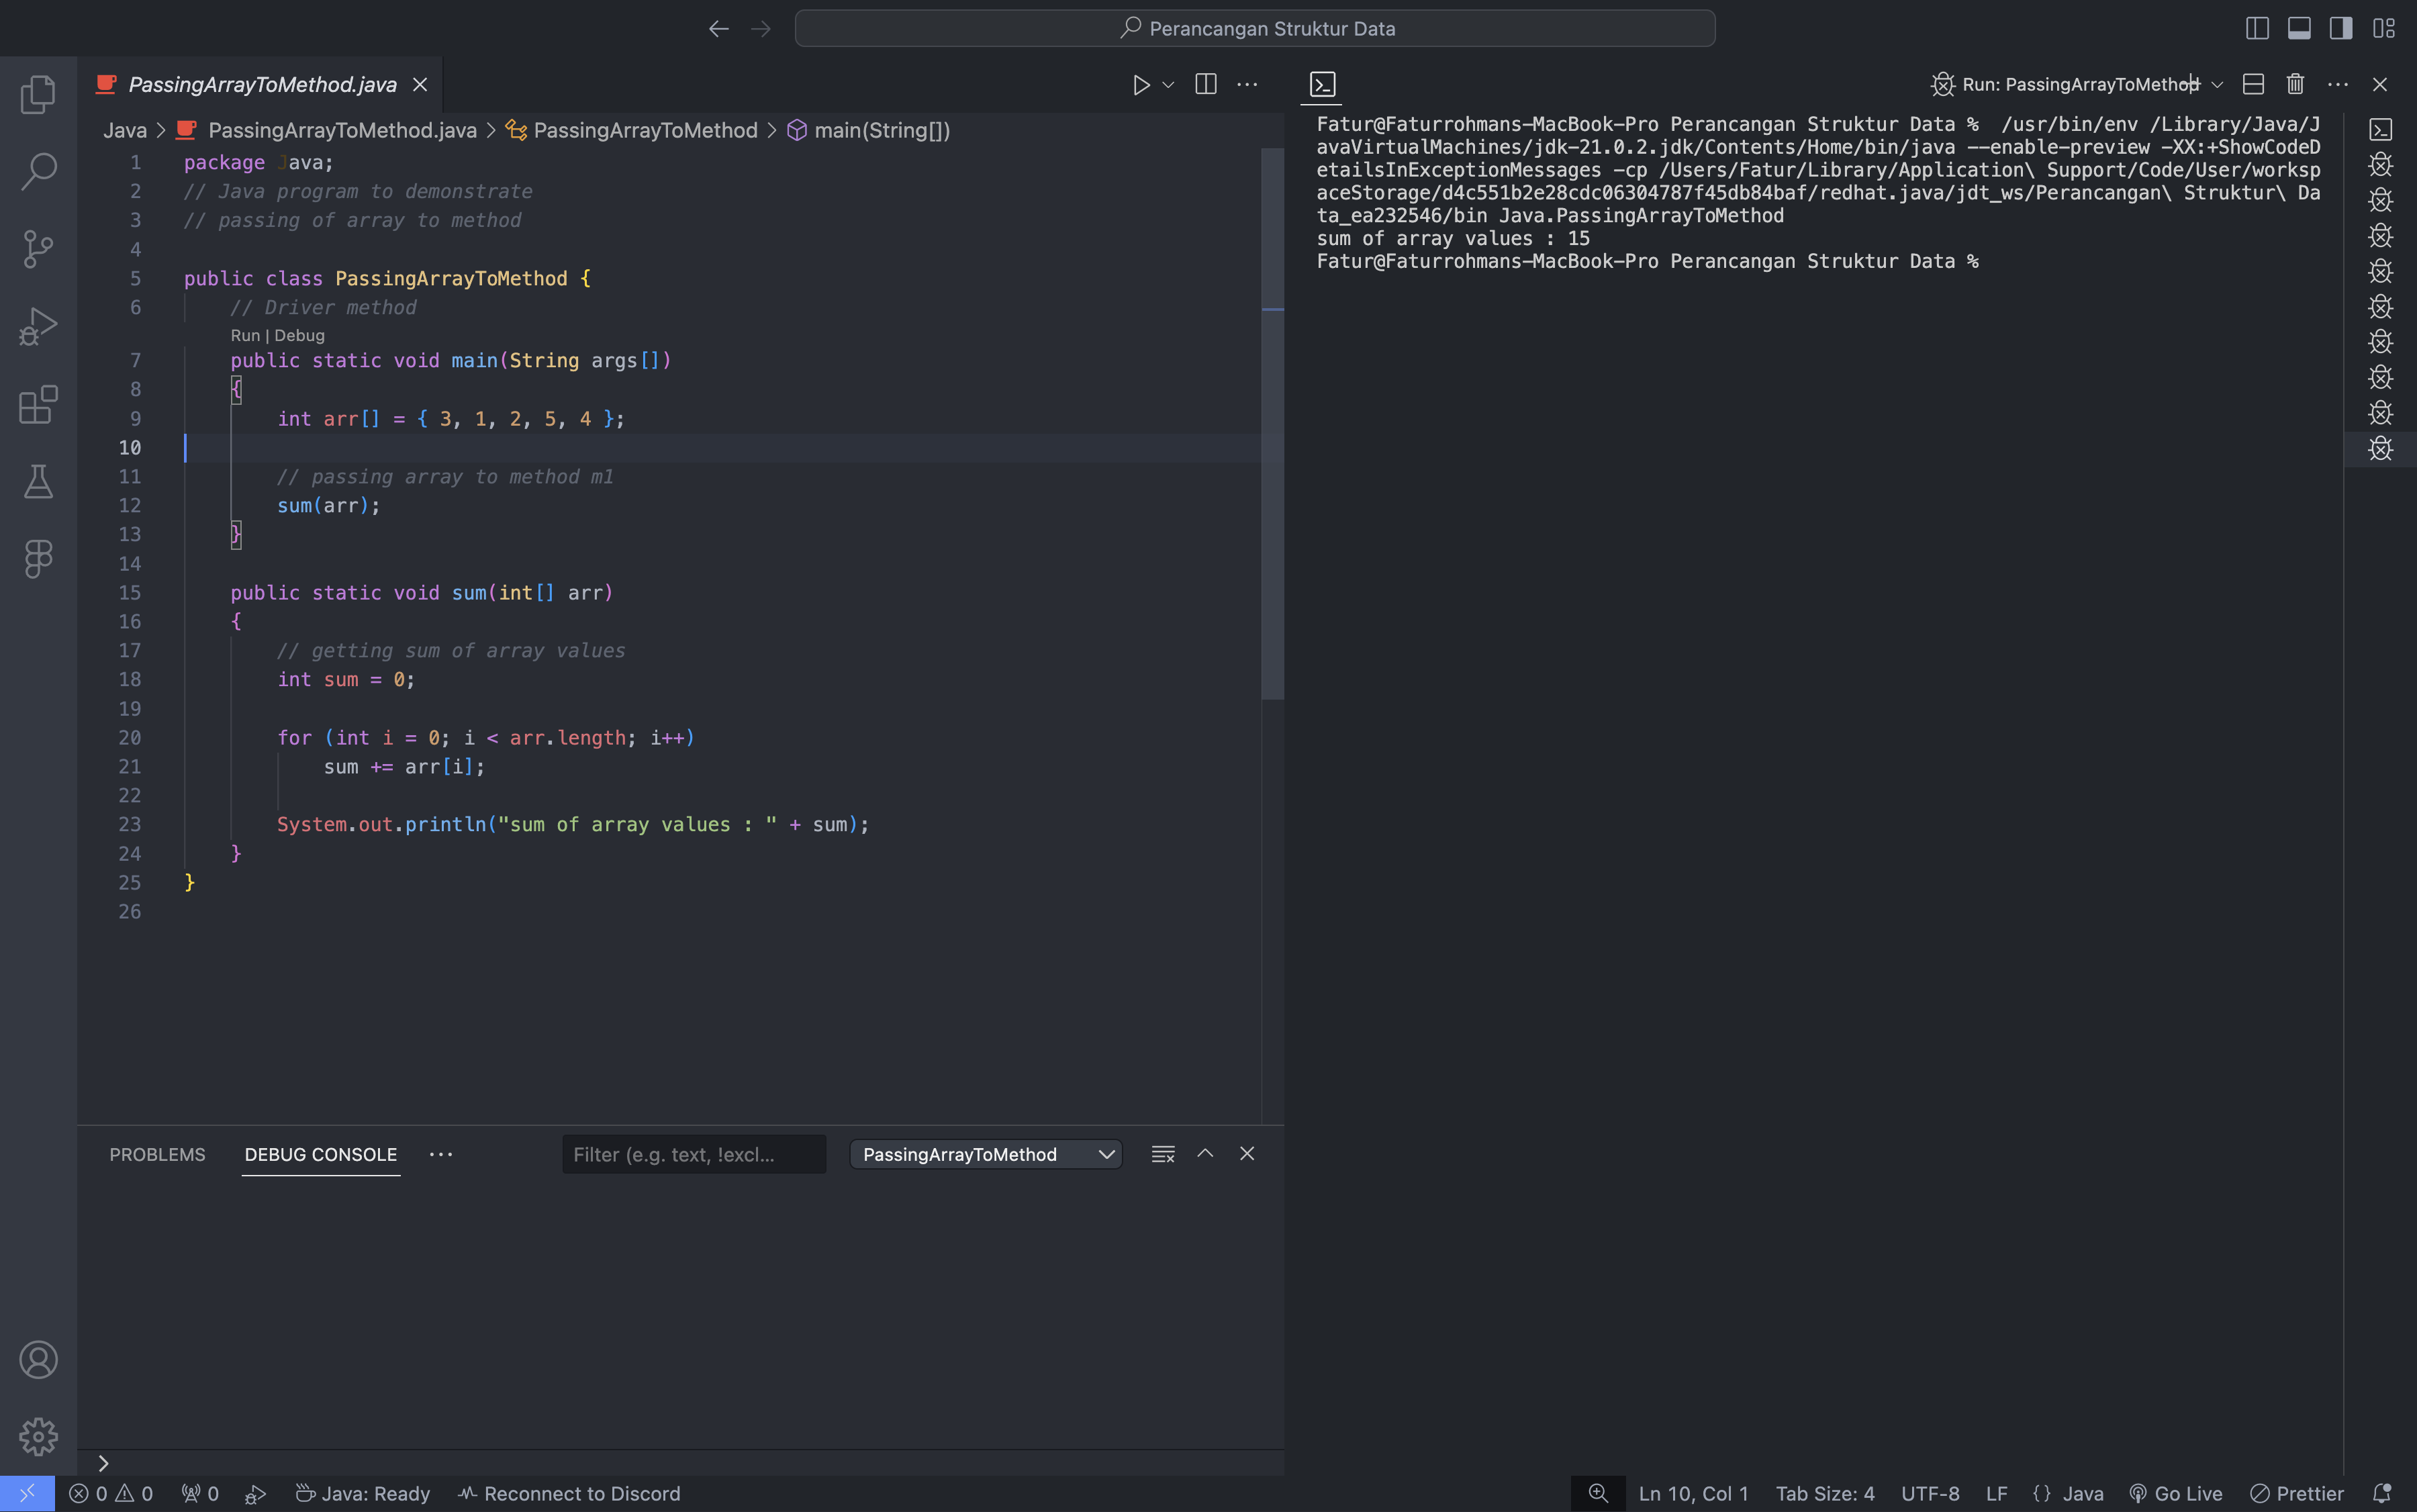 Perancangan Struktur Data
PassingArrayToMethod.java
Java > PassingArrayToMethod.java > PassingArrayToMethod > main(String[])
1 package Java;
2 // Java program to demonstrate
3 // passing of array to method
4
5 public class PassingArrayToMethod {
6 // Driver method
Run | Debug
7 public static void main(String args[])
8 {
9 int arr[] = { 3, 1, 2, 5, 4 };
10
11 // passing array to method m1
12 sum(arr);
13 }
14
15 public static void sum(int[] arr)
16 {
17 // getting sum of array values
18 int sum = 0;
19
20 for (int i = 0; i < arr.length; i++)
21 sum += arr[i];
22
23 System.out.println("sum of array values : " + sum);
24 }
25 }
26
PROBLEMS DEBUG CONSOLE ··· Filter (e.g. text, !excl... PassingArrayToMethod
Run: PassingArrayToMethod
Fatur@Faturrohmans-MacBook-Pro Perancangan Struktur Data % /usr/bin/env /Library/Java/J
avaVirtualMachines/jdk-21.0.2.jdk/Contents/Home/bin/java --enable-preview -XX:+ShowCodeD
etailsInExceptionMessages -cp /Users/Fatur/Library/Application\ Support/Code/User/worksp
aceStorage/d4c551b2e28cdc06304787f45db84baf/redhat.java/jdt_ws/Perancangan\ Struktur\ Da
ta_ea232546/bin Java.PassingArrayToMethod
sum of array values : 15
Fatur@Faturrohmans-MacBook-Pro Perancangan Struktur Data %
0 0 0 Java: Ready Reconnect to Discord Ln 10, Col 1 Tab Size: 4 UTF-8 LF {} Java Go Live Prettier